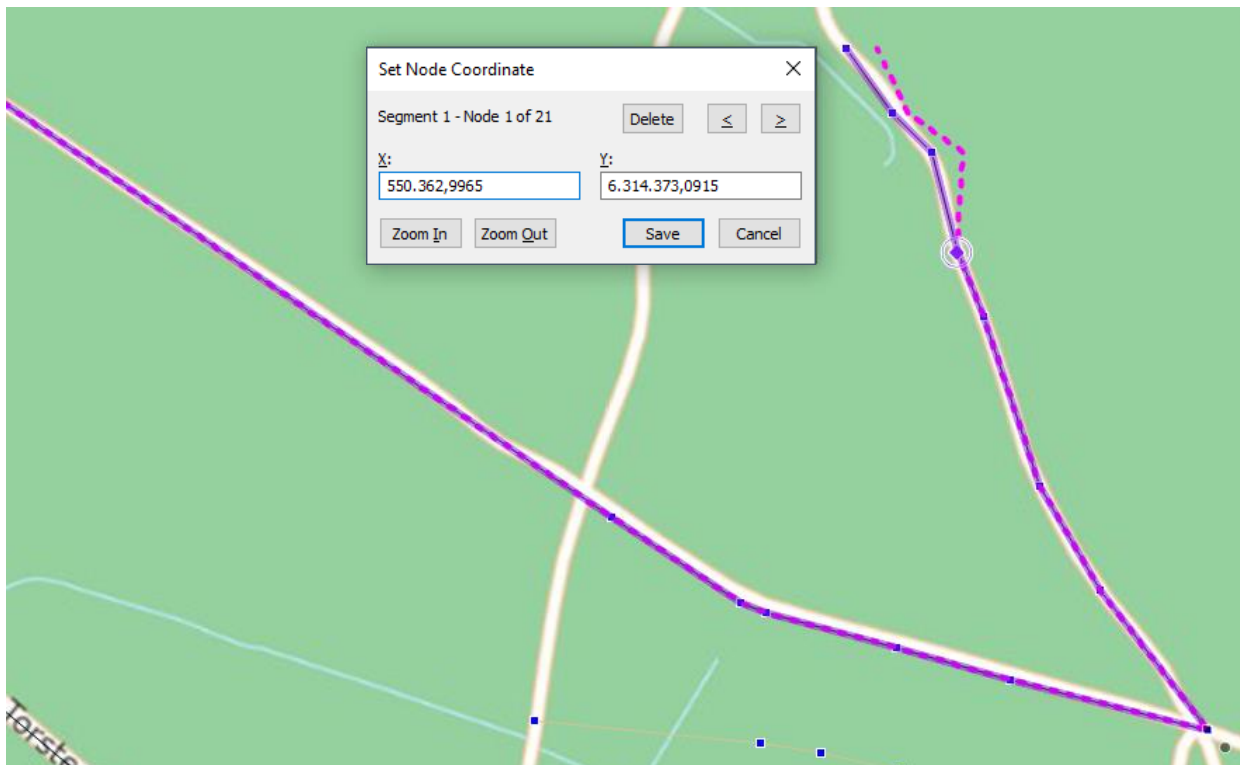 Set Node Coordinate
Segment 1 - Node 1 of 21
Delete
<
>
X:
Y:
550.362,9965
6.314.373,0915
Zoom In
Zoom Out
Save
Cancel
Torste